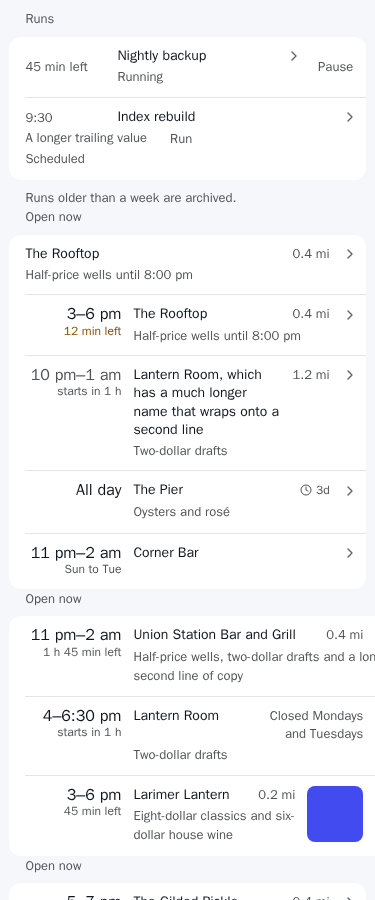 Runs
45 min left
Nightly backup
Running
Pause
9:30
Index rebuild
A longer trailing value
Run
Scheduled
Runs older than a week are archived.
Open now
The Rooftop
0.4 mi
Half-price wells until 8:00 pm
3–6 pm
The Rooftop
0.4 mi
12 min left
Half-price wells until 8:00 pm
10 pm–1 am
Lantern Room, which
1.2 mi
starts in 1 h
has a much longer
name that wraps onto a
second line
Two-dollar drafts
All day
The Pier
3d
Oysters and rosé
11 pm–2 am
Corner Bar
Sun to Tue
Open now
11 pm–2 am
Union Station Bar and Grill
0.4 mi
1 h 45 min left
Half-price wells, two-dollar drafts and a lon
second line of copy
4–6:30 pm
Lantern Room
Closed Mondays
starts in 1 h
and Tuesdays
Two-dollar drafts
3–6 pm
Larimer Lantern
0.2 mi
45 min left
Eight-dollar classics and six-
dollar house wine
Open now